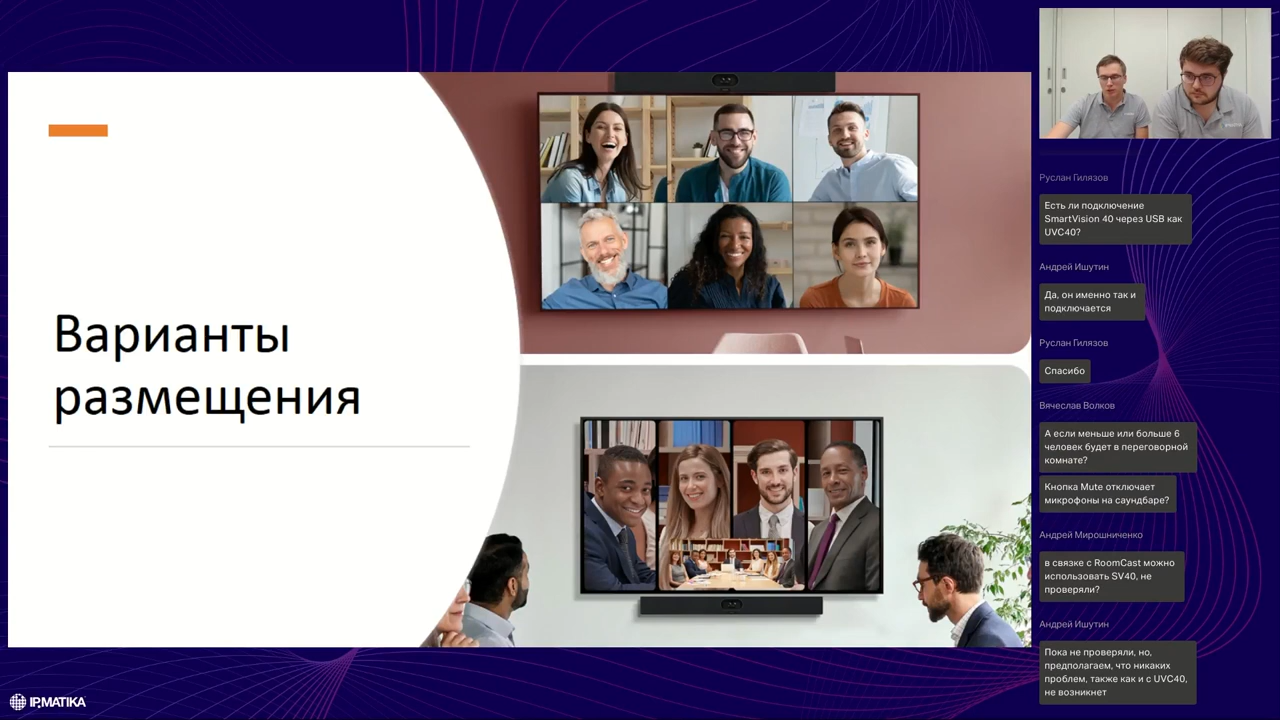 Варианты
размещения
Руслан Гилязов
Есть ли подключение
SmartVision 40 через USB как
UVC40?
Андрей Ишутин
Да, он именно так и
подключается
Руслан Гилязов
Спасибо
Вячеслав Волков
А если меньше или больше 6
человек будет в переговорной
комнате?
Кнопка Mute отключает
микрофоны на саундбаре?
Андрей Мирошниченко
в связке с RoomCast можно
использовать SV40, не
проверяли?
Андрей Ишутин
Пока не проверяли, но,
предполагаем, что никаких
проблем, также как и с UVC40,
не возникнет
IPMATIKA